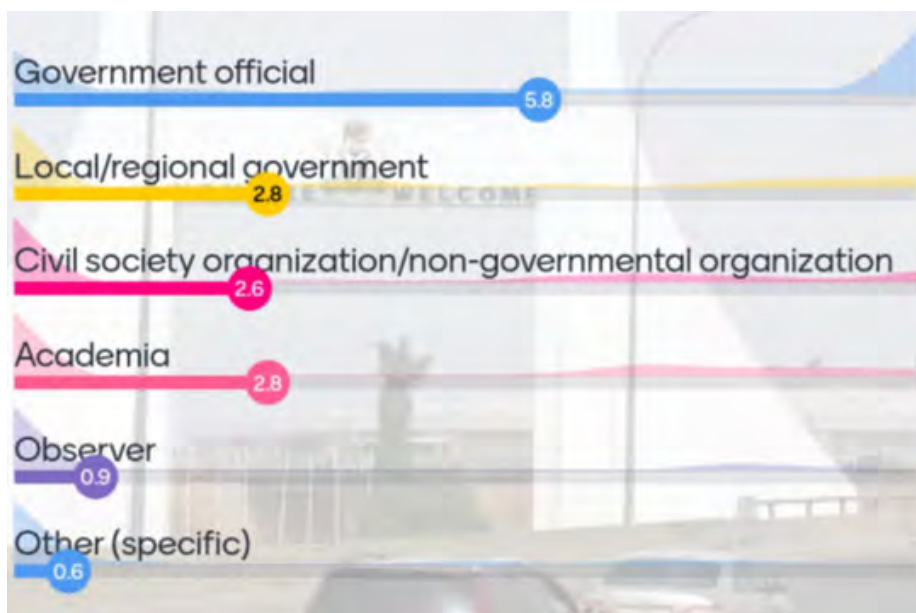 Government official
5.8
Local/regional government
2.8
WELCOME
Civil society organization/non-governmental organization
2.6
Academia
2.8
Observer
0.9
Other (specific)
0.6